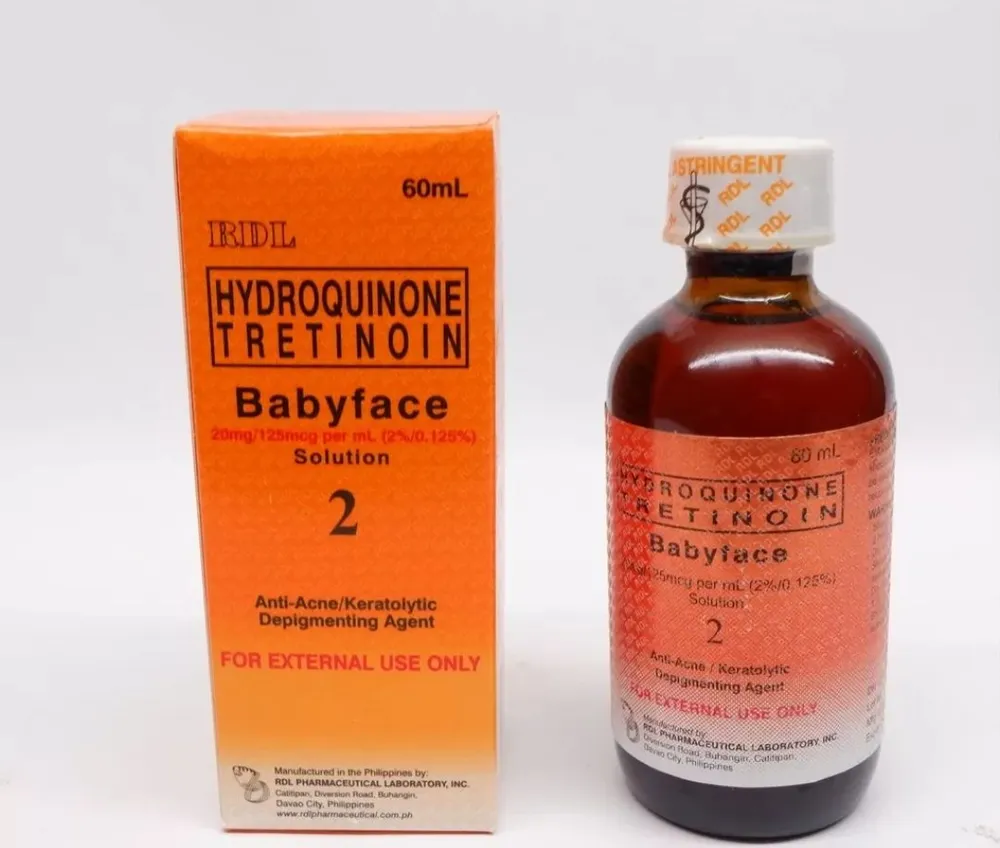 60mL
RDL
HYDROQUINONE
TRETINOIN
Babyface
20mg/125mcg per mL (2%/0.125%)
Solution
2
Anti-Acne/Keratolytic
Depigmenting Agent
FOR EXTERNAL USE ONLY
Manufactured in the Philippines by:
RDL PHARMACEUTICAL LABORATORY, INC.
Catitipan, Diversion Road, Buhangin,
Davao City, Philippines
www.rdlpharmaceutical.com.ph
ASTRINGENT
RDL RDL
RDL RDL
RDL
60 mL
HYDROQUINONE
TRETINOIN
Babyface
per mL (2%/0.125%)
Solution
2
Anti-Acne / Keratolytic
Depigmenting Agent
FOR EXTERNAL USE ONLY
Manufactured by:
RDL PHARMACEUTICAL LABORATORY, INC.
Diversion Road, Buhangin, Catitipan,
Davao City, Philippines